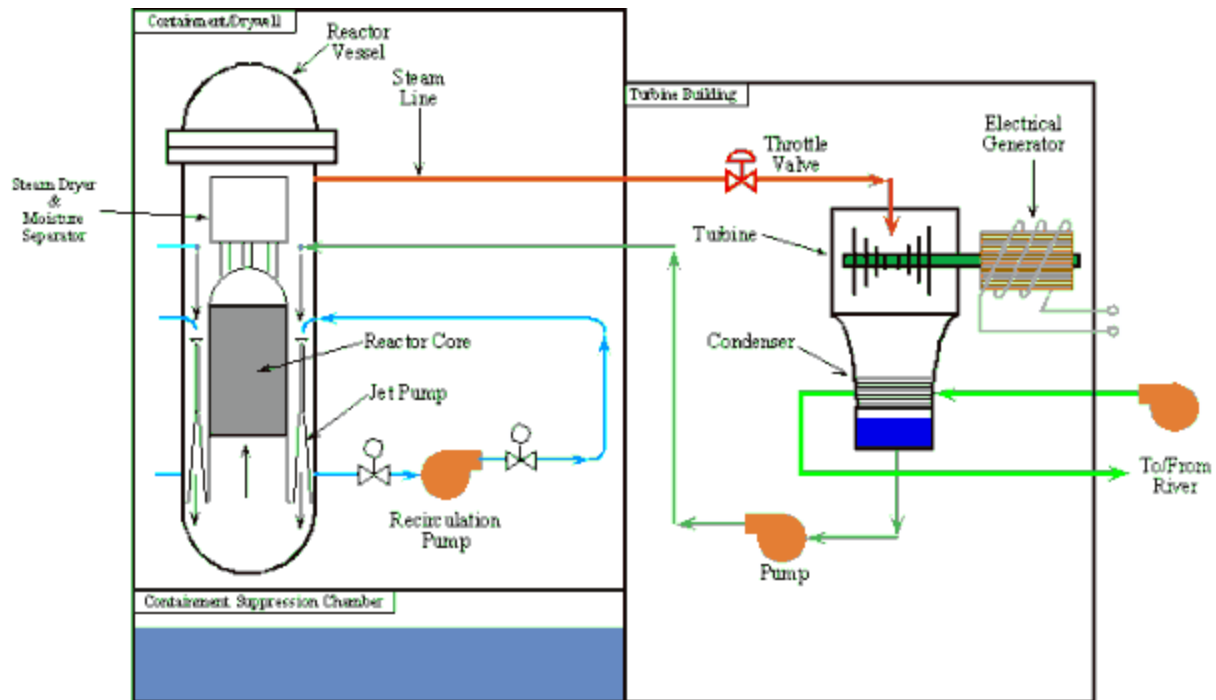 Containment/Drywell
Reactor
Vessel
Steam
Line
Turbine Building
Electrical
Generator
Throttle
Valve
Steam Dryer
&
Moisture
Separator
Turbine
Reactor Core
Condenser
Jet Pump
To/From
River
Recirculation
Pump
Pump
Containment Suppression Chamber